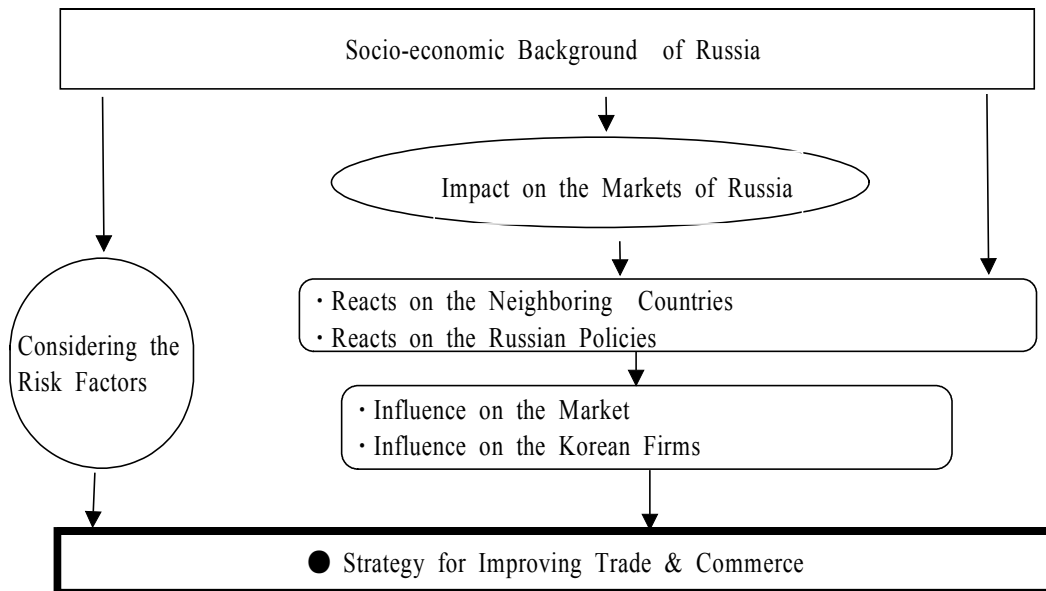 Socio-economic Background of Russia
Impact on the Markets of Russia
・Reacts on the Neighboring Countries
・Reacts on the Russian Policies
Considering the
Risk Factors
・Influence on the Market
・Influence on the Korean Firms
● Strategy for Improving Trade & Commerce